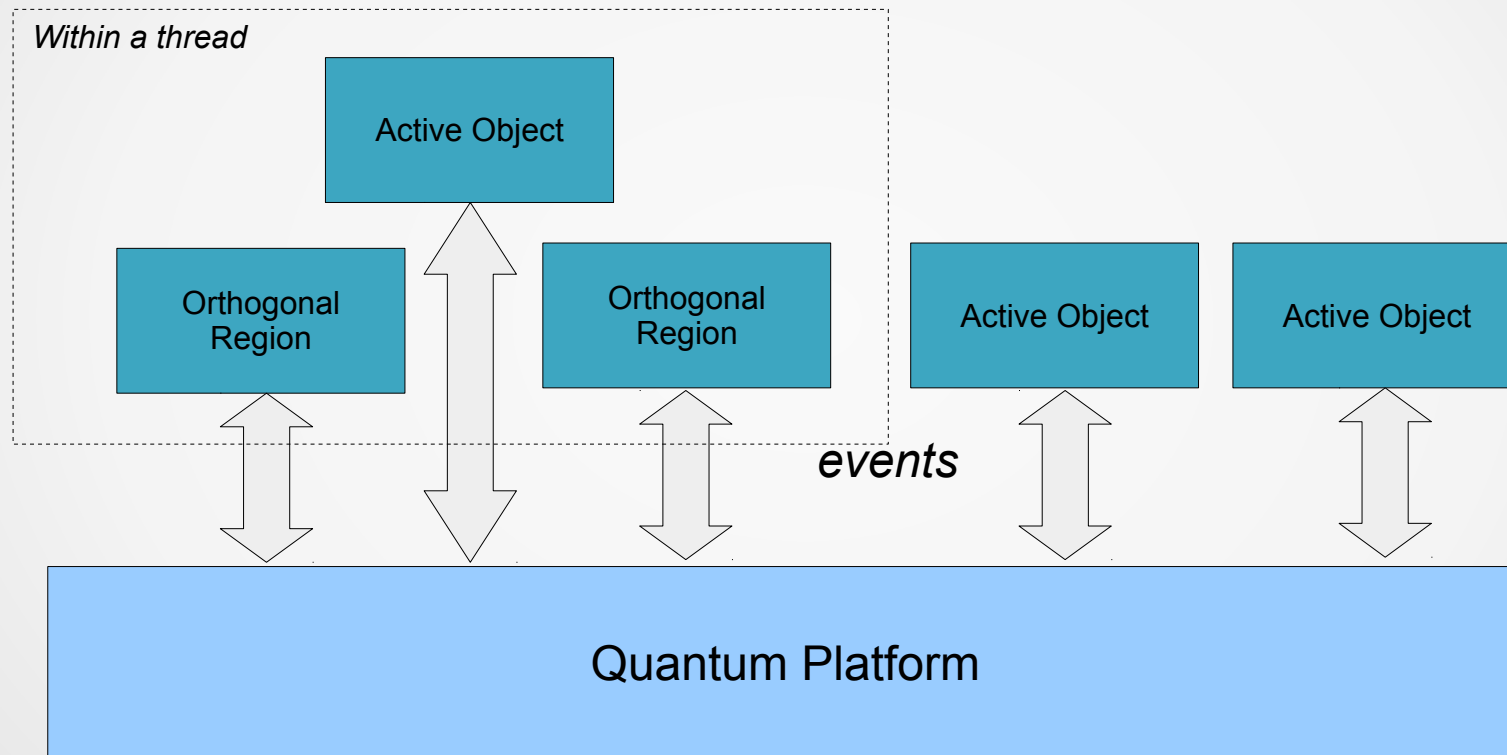 Within a thread
Active Object
Orthogonal
Region
Orthogonal
Region
Active Object
Active Object
events
Quantum Platform